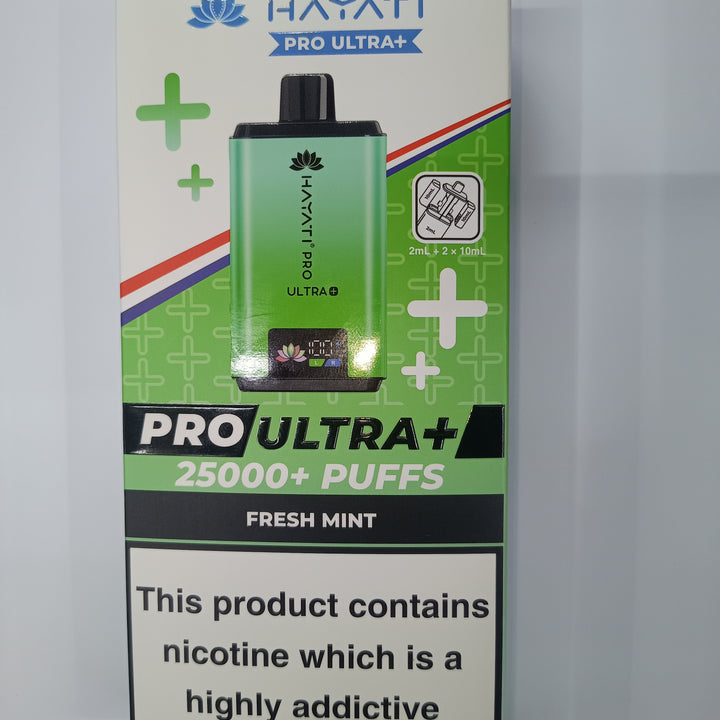 HAYATI
PRO ULTRA+
HAYATI® PRO
ULTRA+
2mL + 2 × 10mL
100
L R
PRO ULTRA+
25000+ PUFFS
FRESH MINT
This product contains
nicotine which is a
highly addictive